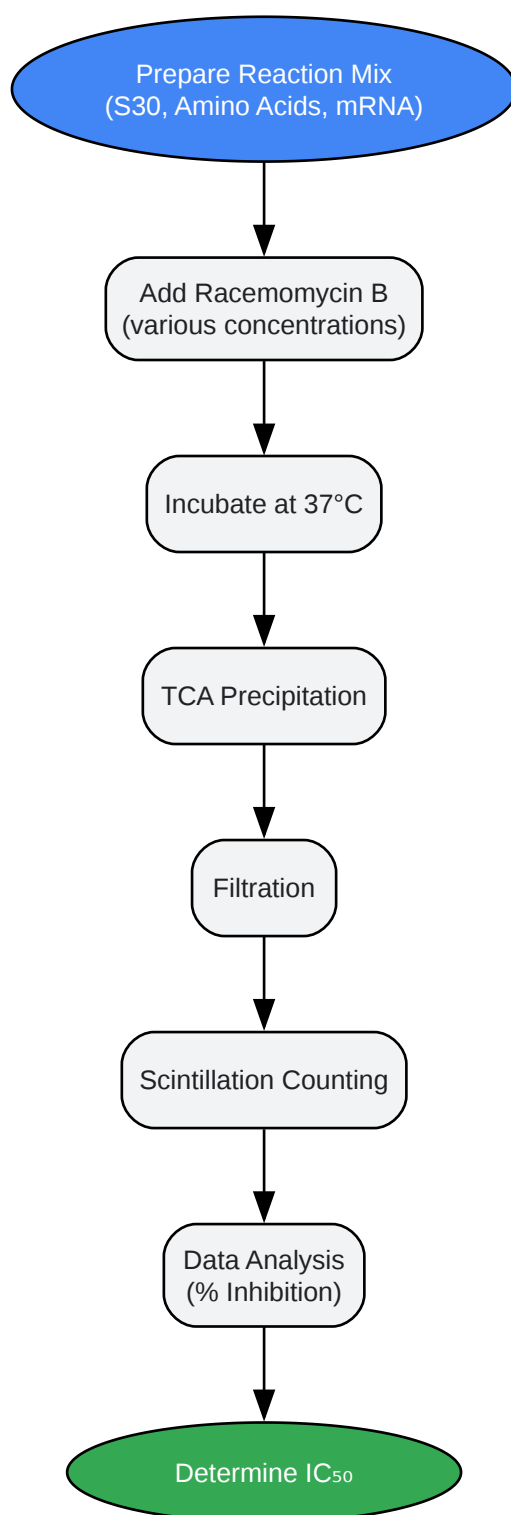 Prepare Reaction Mix
(S30, Amino Acids, mRNA)
Add Racemomycin B
(various concentrations)
Incubate at 37°C
TCA Precipitation
Filtration
Scintillation Counting
Data Analysis
(% Inhibition)
Determine IC₅₀